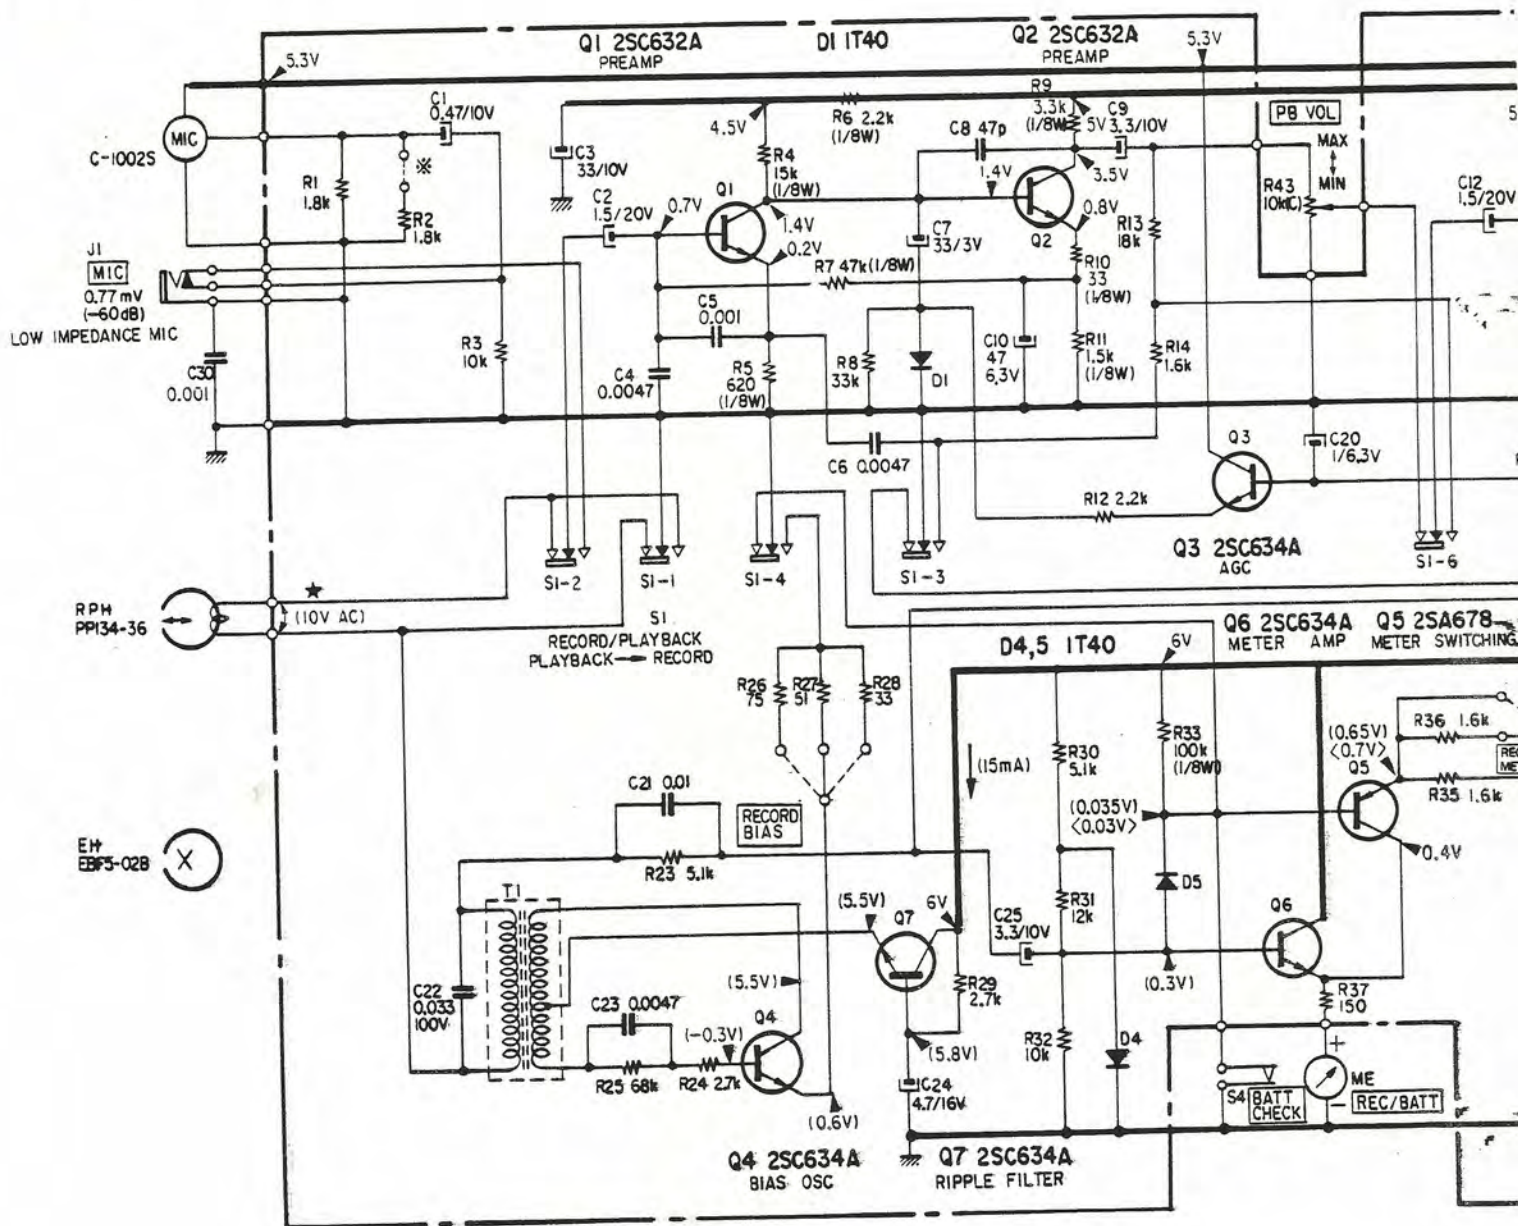 Q1 2SC632A
PREAMP
D1 1T40
Q2 2SC632A
PREAMP
5.3V
5.3V
C1
0.47/10V
MIC
C-1002S
R1
1.8k
※
R2
1.8k
C3
33/10V
4.5V
R6 2.2k
(1/8W)
R9
3.3k
(1/8W)
5V
C9
3.3/10V
PB VOL
MAX
MIN
R43
10k(C)
5
R4
15k
(1/8W)
C8 47p
1.4V
3.5V
C12
1.5/20V
C2
1.5/20V
0.7V
Q1
1.4V
0.2V
C7
33/3V
Q2
0.8V
R13
18k
J1
MIC
0.77mV
(-60dB)
LOW IMPEDANCE MIC
R7 47k(1/8W)
R10
33
(1/8W)
C5
0.001
R3
10k
C30
0.001
C4
0.0047
R5
620
(1/8W)
R8
33k
D1
C10
47
6.3V
R11
1.5k
(1/8W)
R14
1.6k
C6 0.0047
Q3
C20
1/6.3V
R12 2.2k
Q3 2SC634A
AGC
S1-2
S1-1
S1-4
S1-3
S1-6
★
RPH
PP134-36
(10V AC)
S1
RECORD/PLAYBACK
PLAYBACK → RECORD
D4,5 1T40
6V
Q6 2SC634A
METER AMP
Q5 2SA678
METER SWITCHING
R26
75
R27
51
R28
33
(15mA)
R30
5.1k
R33
100k
(1/8W)
(0.65V)
<0.7V>
Q5
R36 1.6k
R35 1.6k
C21 0.01
RECORD
BIAS
(0.035V)
<0.03V>
0.4V
EH
EBF5-02B
R23 5.1k
T1
(5.5V)
Q7
6V
C25
3.3/10V
R31
12k
D5
Q6
(5.5V)
(0.3V)
C22
0.033
100V
C23 0.0047
(-0.3V)
Q4
R29
2.7k
R37
150
R25 68k
R24 2.7k
(5.8V)
R32
10k
D4
C24
4.7/16V
(0.6V)
S4
BATT
CHECK
+
ME
-
REC/BATT
Q4 2SC634A
BIAS OSC
Q7 2SC634A
RIPPLE FILTER